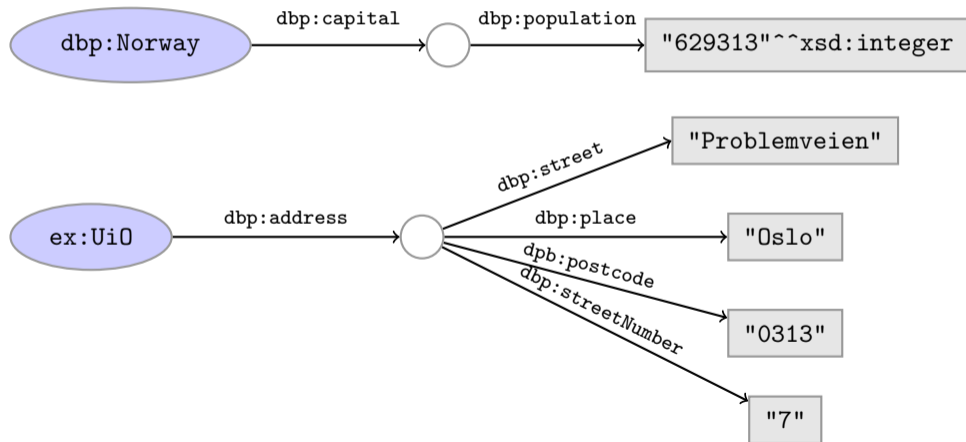 dbp:capital
dbp:population
dbp:Norway
"629313"^^xsd:integer
"Problemveien"
dbp:street
dbp:address
dbp:place
ex:UiO
"Oslo"
dpb:postcode
dbp:streetNumber
"0313"
"7"